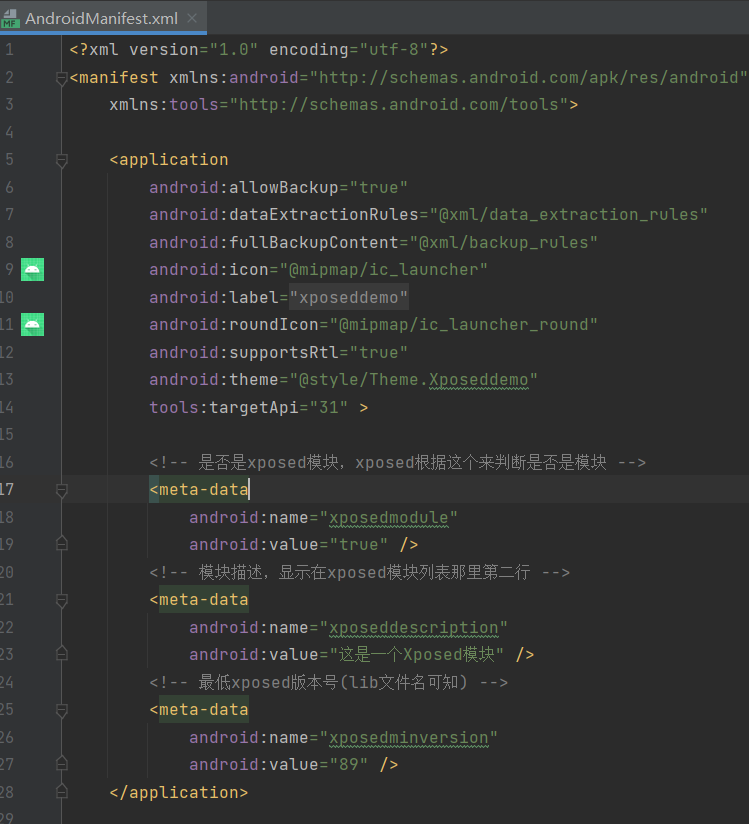 AndroidManifest.xml
1 <?xml version="1.0" encoding="utf-8"?>
2 <manifest xmlns:android="http://schemas.android.com/apk/res/android"
3     xmlns:tools="http://schemas.android.com/tools">
4
5     <application
6         android:allowBackup="true"
7         android:dataExtractionRules="@xml/data_extraction_rules"
8         android:fullBackupContent="@xml/backup_rules"
9         android:icon="@mipmap/ic_launcher"
10         android:label="xposeddemo"
11         android:roundIcon="@mipmap/ic_launcher_round"
12         android:supportsRtl="true"
13         android:theme="@style/Theme.Xposeddemo"
14         tools:targetApi="31" >
15
16         <!-- 是否是xposed模块，xposed根据这个来判断是否是模块 -->
17         <meta-data
18             android:name="xposedmodule"
19             android:value="true" />
20         <!-- 模块描述，显示在xposed模块列表那里第二行 -->
21         <meta-data
22             android:name="xposeddescription"
23             android:value="这是一个Xposed模块" />
24         <!-- 最低xposed版本号(lib文件名可知) -->
25         <meta-data
26             android:name="xposedminversion"
27             android:value="89" />
28     </application>
29